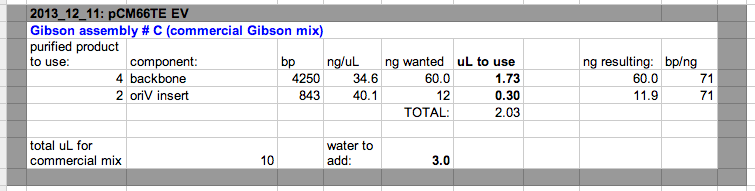 2013_12_11: pCM66TE EV
Gibson assembly # C (commercial Gibson mix)
purified product
to use: component: bp ng/uL ng wanted uL to use ng resulting: bp/ng
4 backbone 4250 34.6 60.0 1.73 60.0 71
2 oriV insert 843 40.1 12 0.30 11.9 71
TOTAL: 2.03
total uL for water to
commercial mix 10 add: 3.0